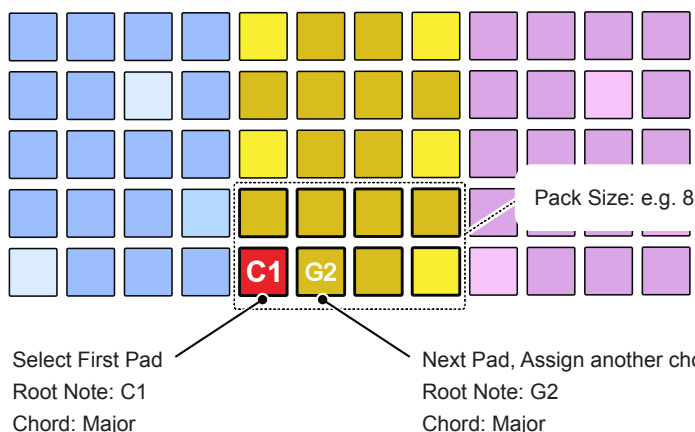 Pack Size: e.g. 8
C1 G2
Select First Pad
Root Note: C1
Chord: Major
Next Pad, Assign another
Root Note: G2
Chord: Major